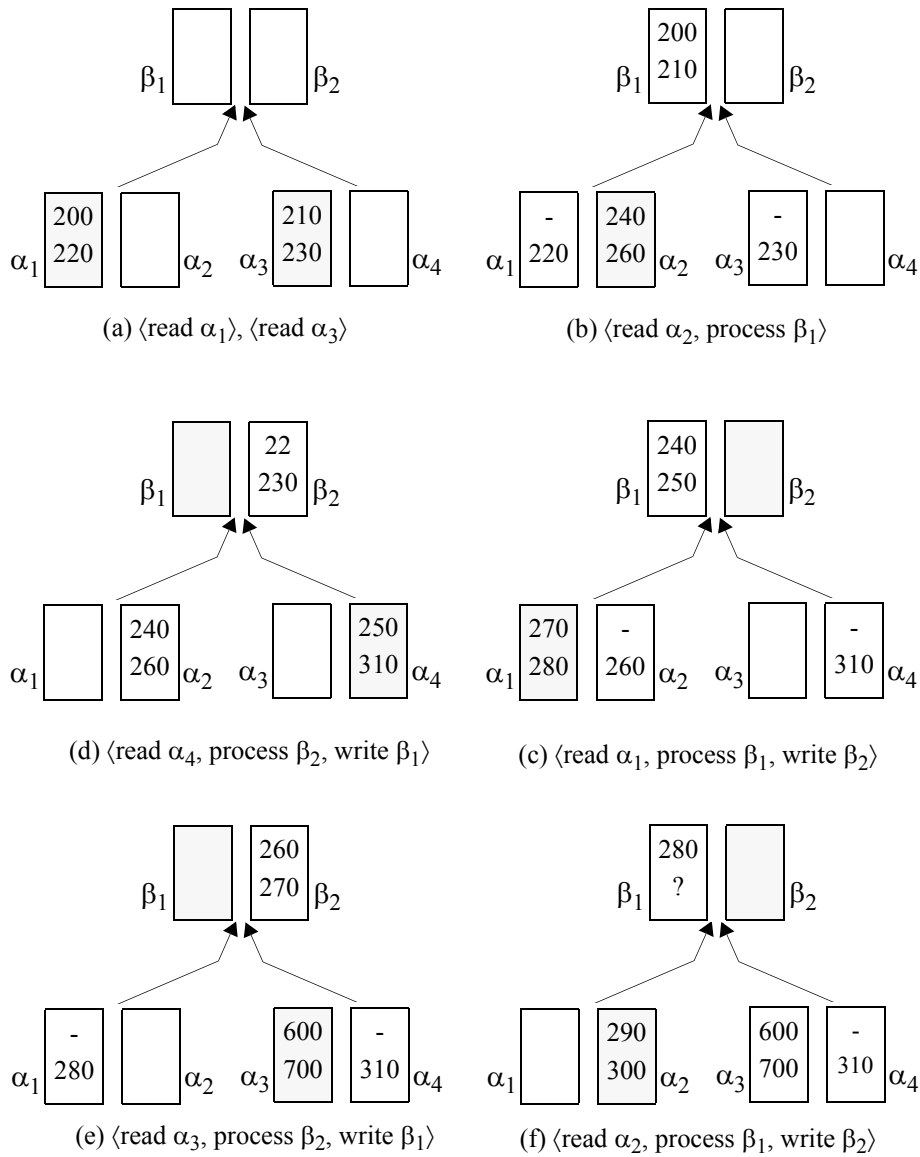 β1 β2
200
220
α1 α2
210
230
α3 α4
(a) ⟨read α1⟩, ⟨read α3⟩
200
210
β1 β2
-
220
240
260
α1 α2
-
230
α3 α4
(b) ⟨read α2, process β1⟩
22
230
β1 β2
240
260
α1 α2
250
310
α3 α4
(d) ⟨read α4, process β2, write β1⟩
240
250
β1 β2
270
280
-
260
α1 α2
-
310
α3 α4
(c) ⟨read α1, process β1, write β2⟩
260
270
β1 β2
-
280
α1 α2
600
700
-
310
α3 α4
(e) ⟨read α3, process β2, write β1⟩
280
?
β1 β2
290
300
α1 α2
600
700
-
310
α3 α4
(f) ⟨read α2, process β1, write β2⟩